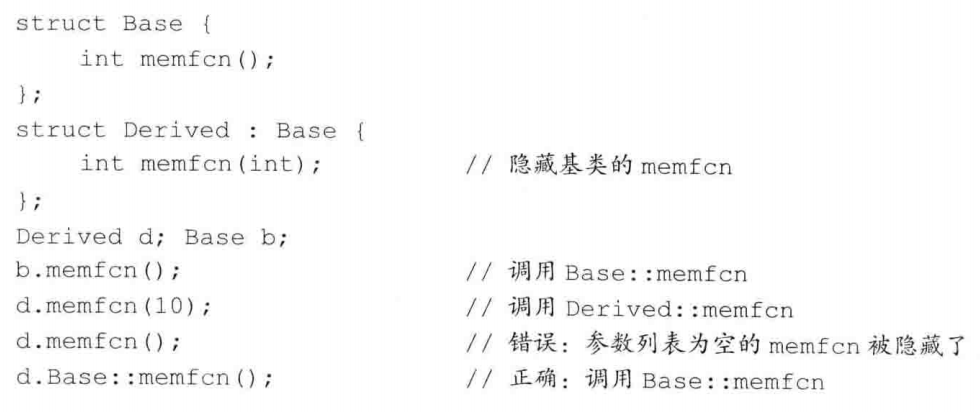 struct Base {
    int memfcn();
};
struct Derived : Base {
    int memfcn(int);          // 隐藏基类的 memfcn
};
Derived d; Base b;
b.memfcn();                   // 调用 Base::memfcn
d.memfcn(10);                 // 调用 Derived::memfcn
d.memfcn();                   // 错误：参数列表为空的 memfcn 被隐藏了
d.Base::memfcn();             // 正确：调用 Base::memfcn